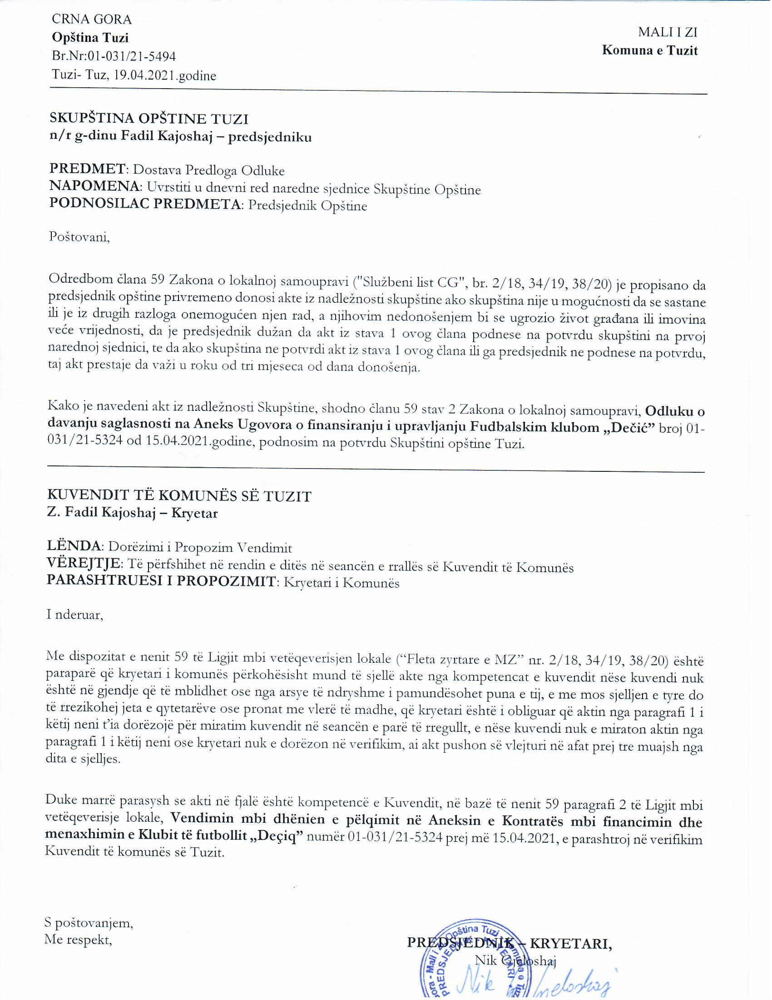 CRNA GORA
Opština Tuzi
Br.Nr:01-031/21-5494
Tuzi- Tuz, 19.04.2021.godine
MALI I ZI
Komuna e Tuzit
SKUPŠTINA OPŠTINE TUZI
n/r g-dinu Fadil Kajoshaj – predsjedniku
PREDMET: Dostava Predloga Odluke
NAPOMENA: Uvrstiti u dnevni red naredne sjednice Skupštine Opštine
PODNOSILAC PREDMETA: Predsjednik Opštine
Poštovani,
Odredbom člana 59 Zakona o lokalnoj samoupravi ("Službeni list CG", br. 2/18, 34/19, 38/20) je propisano da
predsjednik opštine privremeno donosi akte iz nadležnosti skupštine ako skupština nije u mogućnosti da se sastane
ili je iz drugih razloga onemogućen njen rad, a njihovim nedonošenjem bi se ugrozio život građana ili imovina
veće vrijednosti, da je predsjednik dužan da akt iz stava 1 ovog člana podnese na potvrdu skupštini na prvoj
narednoj sjednici, te da ako skupština ne potvrdi akt iz stava 1 ovog člana ili ga predsjednik ne podnese na potvrdu,
taj akt prestaje da važi u roku od tri mjeseca od dana donošenja.
Kako je navedeni akt iz nadležnosti Skupštine, shodno članu 59 stav 2 Zakona o lokalnoj samoupravi, Odluku o
davanju saglasnosti na Aneks Ugovora o finansiranju i upravljanju Fudbalskim klubom „Dečić” broj 01-
031/21-5324 od 15.04.2021.godine, podnosim na potvrdu Skupštini opštine Tuzi.
KUVENDIT TË KOMUNËS SË TUZIT
Z. Fadil Kajoshaj – Kryetar
LËNDA: Dorëzimi i Propozim Vendimit
VËREJTJE: Të përfshihet në rendin e ditës në seancën e rrallës së Kuvendit të Komunës
PARASHTRUESI I PROPOZIMIT: Kryetari i Komunës
I nderuar,
Me dispozitat e nenit 59 të Ligjit mbi vetëqeverisjen lokale (“Fleta zyrtare e MZ” nr. 2/18, 34/19, 38/20) është
paraparë që kryetari i komunës përkohësisht mund të sjellë akte nga kompetencat e kuvendit nëse kuvendi nuk
është në gjendje që të mblidhet ose nga arsye të ndryshme i pamundësohet puna e tij, e me mos sjelljen e tyre do
të rrezikohej jeta e qytetarëve ose pronat me vlerë të madhe, që kryetari është i obliguar që aktin nga paragrafi 1 i
këtij neni t’ia dorëzojë për miratim kuvendit në seancën e parë të rregullt, e nëse kuvendi nuk e miraton aktin nga
paragrafi 1 i këtij neni ose kryetari nuk e dorëzon në verifikim, ai akt pushon së vlejturi në afat prej tre muajsh nga
dita e sjelljes.
Duke marrë parasysh se akti në fjalë është kompetencë e Kuvendit, në bazë të nenit 59 paragrafi 2 të Ligjit mbi
vetëqeverisje lokale, Vendimin mbi dhënien e pëlqimit në Aneksin e Kontratës mbi financimin dhe
menaxhimin e Klubit të futbollit „Deçiq” numër 01-031/21-5324 prej më 15.04.2021, e parashtroj në verifikim
Kuvendit të komunës së Tuzit.
S poštovanjem,
Me respekt,
PREDSJEDNIK – KRYETARI,
Nik Gjeloshaj
Mali i Zi, Opština Tuzi - Komuna e
PREDSJEDNIK - KRYETARI
Nik Gjeloshaj